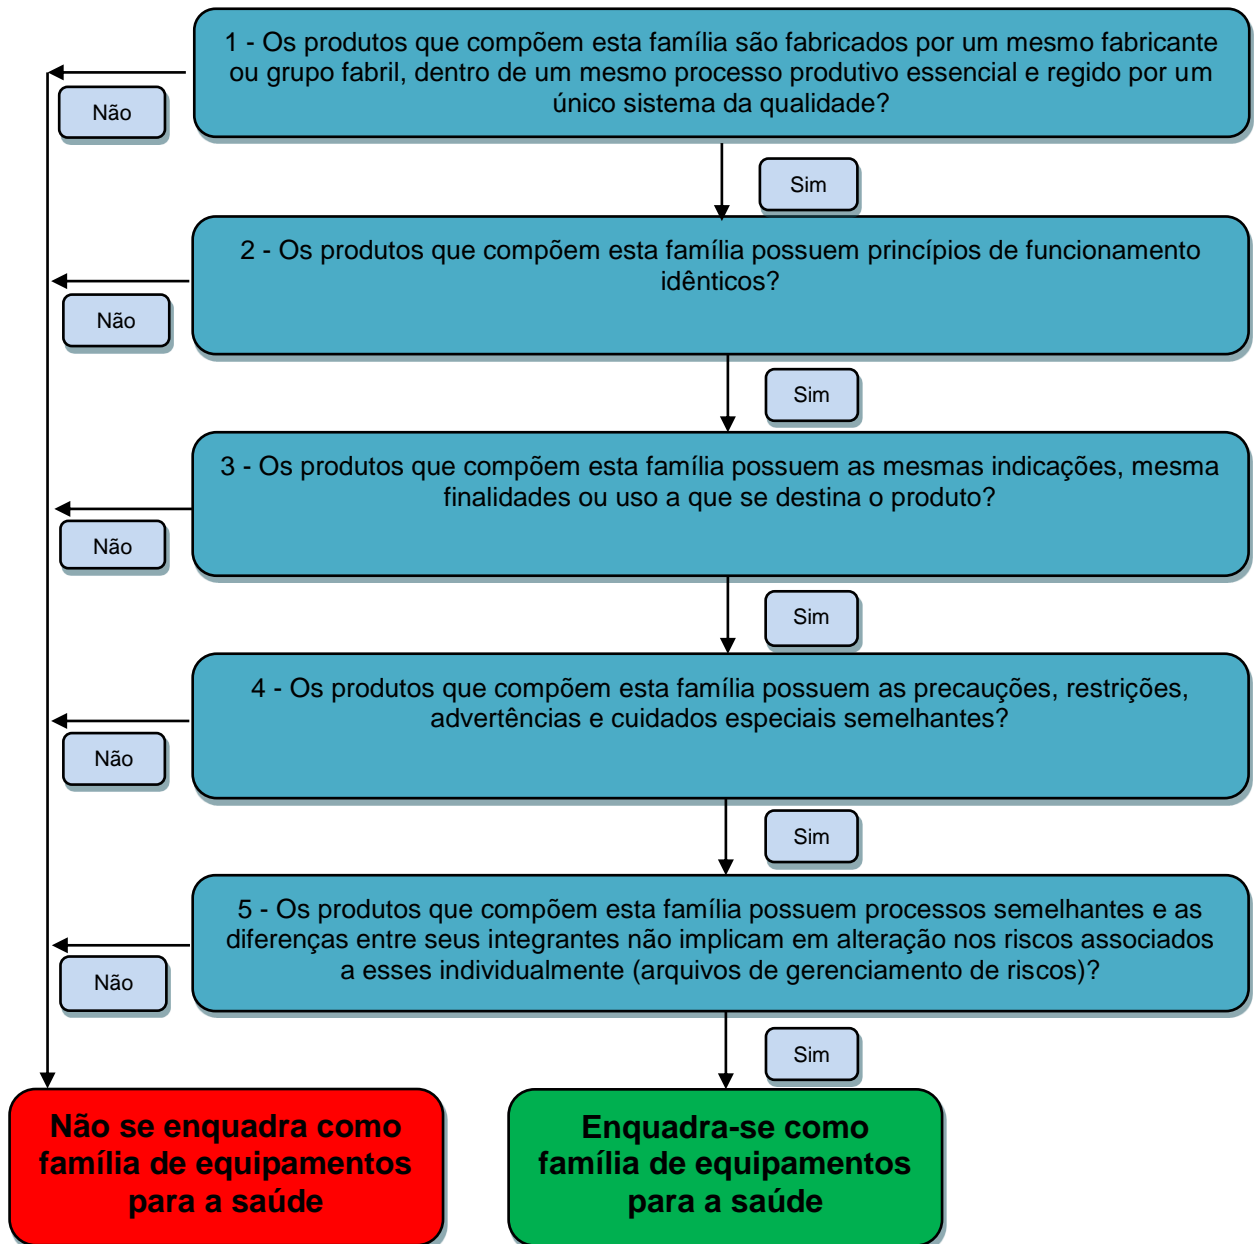 1 - Os produtos que compõem esta família são fabricados por um mesmo fabricante
ou grupo fabril, dentro de um mesmo processo produtivo essencial e regido por um
único sistema da qualidade?
Não
Sim
2 - Os produtos que compõem esta família possuem princípios de funcionamento
idênticos?
Não
Sim
3 - Os produtos que compõem esta família possuem as mesmas indicações, mesma
finalidades ou uso a que se destina o produto?
Não
Sim
4 - Os produtos que compõem esta família possuem as precauções, restrições,
advertências e cuidados especiais semelhantes?
Não
Sim
5 - Os produtos que compõem esta família possuem processos semelhantes e as
diferenças entre seus integrantes não implicam em alteração nos riscos associados
a esses individualmente (arquivos de gerenciamento de riscos)?
Não
Sim
Não se enquadra como
família de equipamentos
para a saúde
Enquadra-se como
família de equipamentos
para a saúde